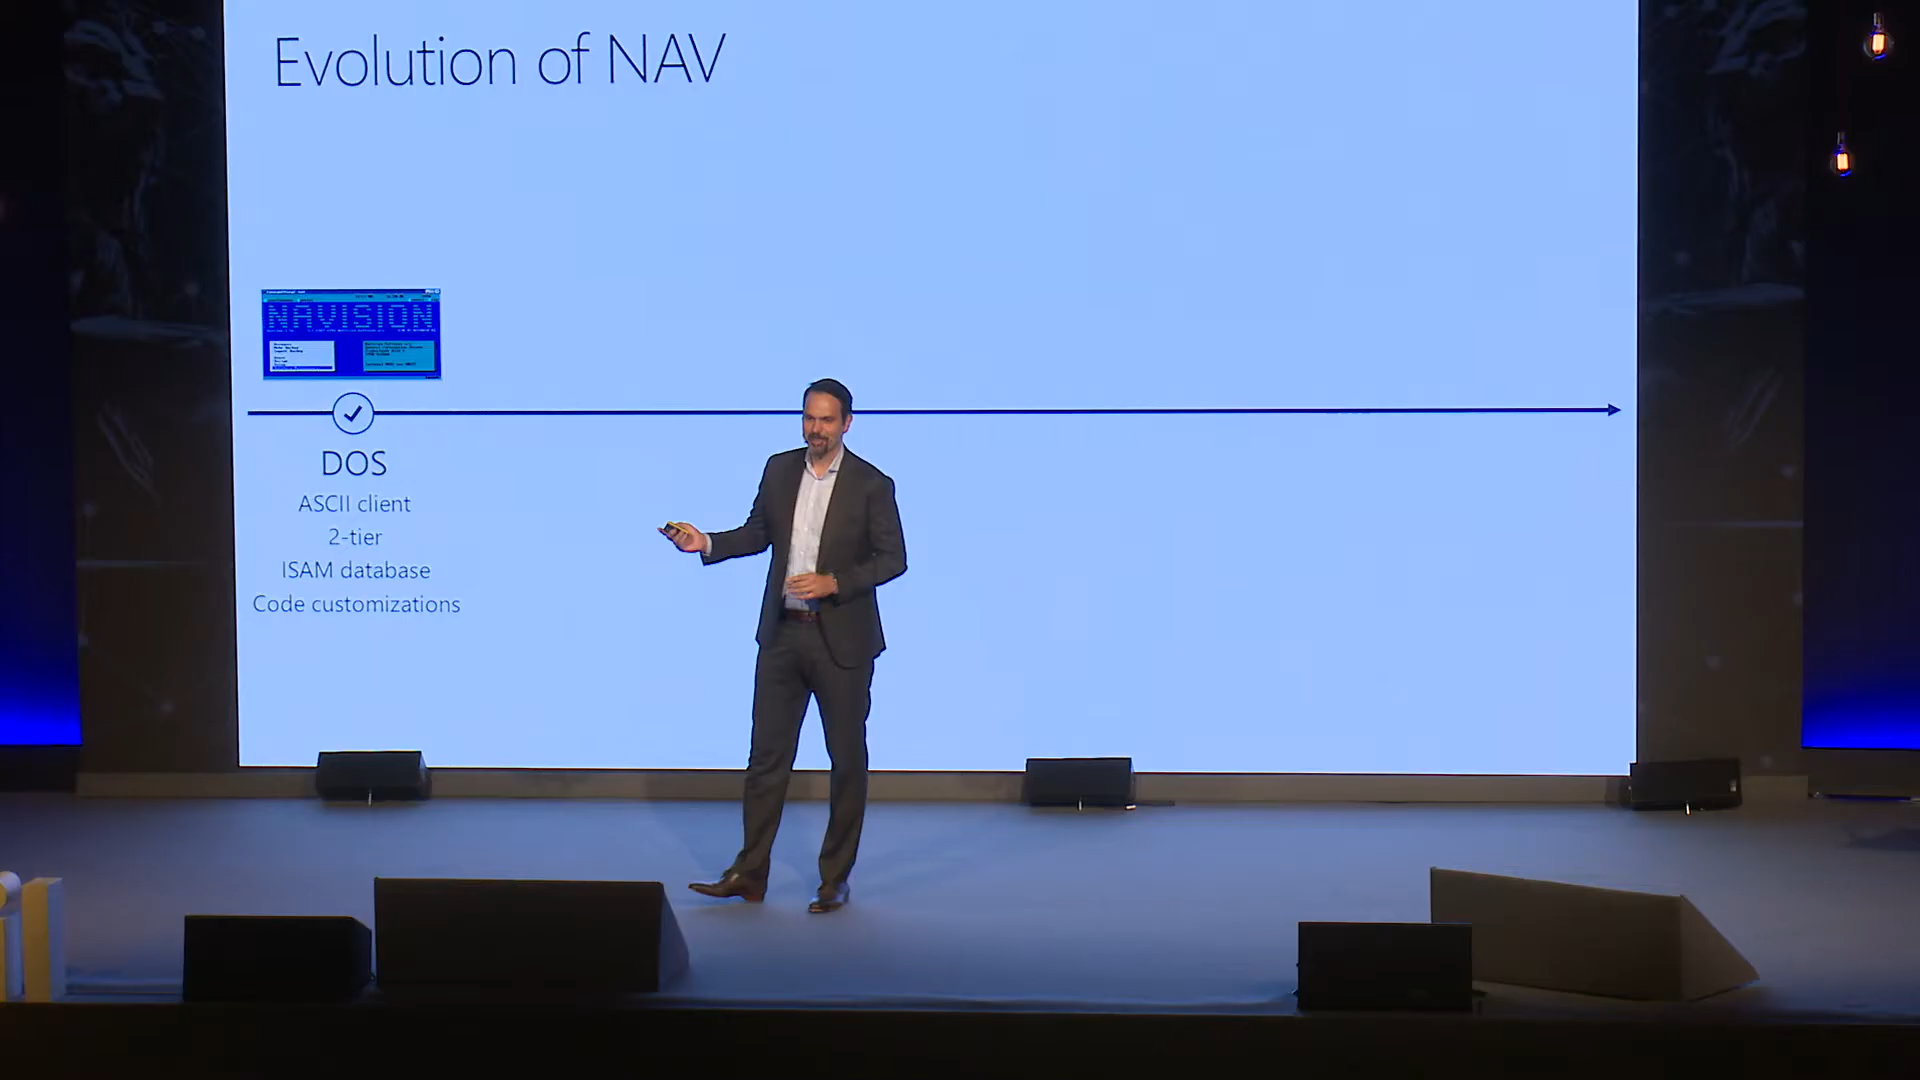 Evolution of NAV
NAVISION
DOS
ASCII client
2-tier
ISAM database
Code customizations